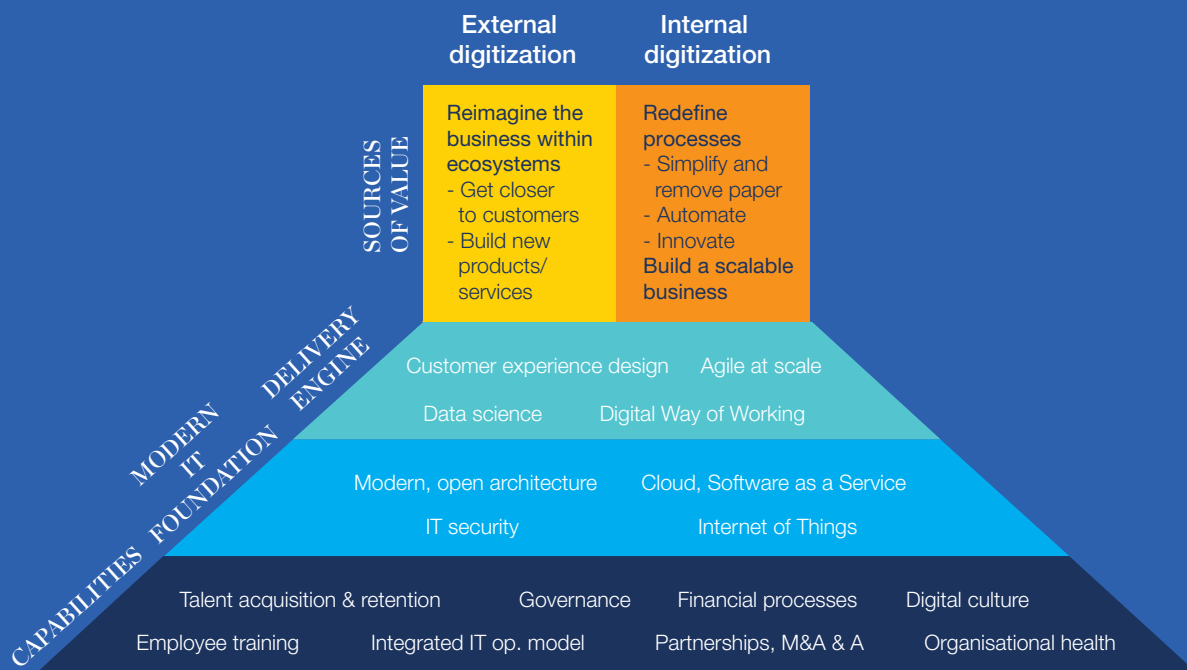 External
digitization
Internal
digitization
SOURCES
OF VALUE
Reimagine the
business within
ecosystems
- Get closer
to customers
- Build new
products/
services
Redefine
processes
- Simplify and
remove paper
- Automate
- Innovate
Build a scalable
business
DELIVERY
ENGINE
Customer experience design
Agile at scale
Data science
Digital Way of Working
MODERN
IT
FOUNDATION
Modern, open architecture
Cloud, Software as a Service
IT security
Internet of Things
CAPABILITIES
Talent acquisition & retention
Governance
Financial processes
Digital culture
Employee training
Integrated IT op. model
Partnerships, M&A & A
Organisational health